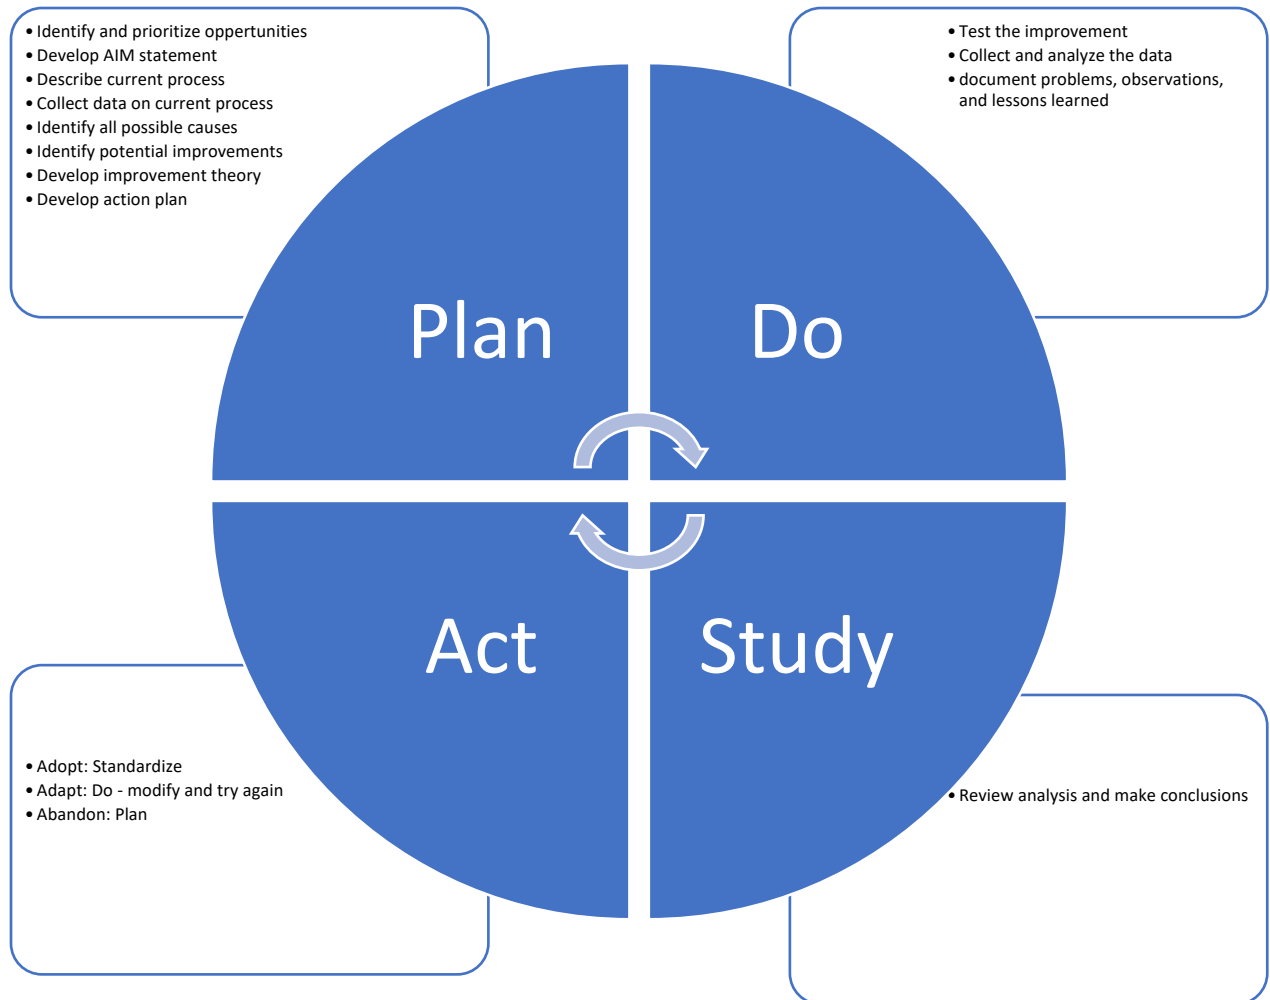 • Identify and prioritize oppertunities
• Develop AIM statement
• Describe current process
• Collect data on current process
• Identify all possible causes
• Identify potential improvements
• Develop improvement theory
• Develop action plan
• Test the improvement
• Collect and analyze the data
• document problems, observations,
and lessons learned
Plan
Do
Act
Study
• Adopt: Standardize
• Adapt: Do - modify and try again
• Abandon: Plan
• Review analysis and make conclusions